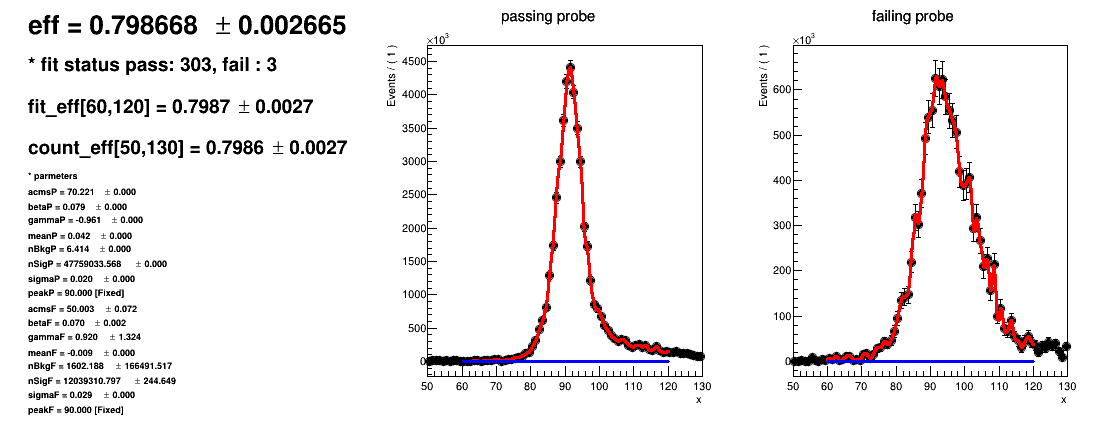 eff = 0.798668 ± 0.002665
* fit status pass: 303, fail : 3
fit_eff[60,120] = 0.7987 ± 0.0027
count_eff[50,130] = 0.7986 ± 0.0027
* parmeters
acmsP = 70.221 ± 0.000
betaP = 0.079 ± 0.000
gammaP = -0.961 ± 0.000
meanP = 0.042 ± 0.000
nBkgP = 6.414 ± 0.000
nSigP = 47759033.568 ± 0.000
sigmaP = 0.020 ± 0.000
peakP = 90.000 [Fixed]
acmsF = 50.003 ± 0.072
betaF = 0.070 ± 0.002
gammaF = 0.920 ± 1.324
meanF = -0.009 ± 0.000
nBkgF = 1602.188 ± 166491.517
nSigF = 12039310.797 ± 244.649
sigmaF = 0.029 ± 0.000
peakF = 90.000 [Fixed]
passing probe
×10³
Events / ( 1 )
4500
4000
3500
3000
2500
2000
1500
1000
500
0
50 60 70 80 90 100 110 120 130
x
failing probe
×10³
Events / ( 1 )
600
500
400
300
200
100
0
50 60 70 80 90 100 110 120 130
x